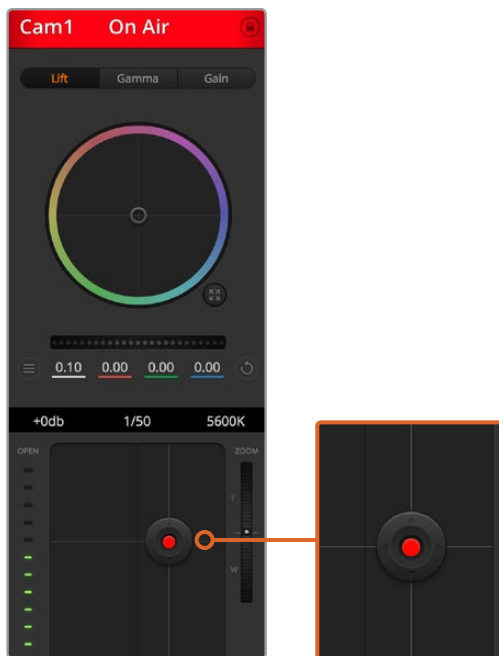 Cam1 On Air
Lift Gamma Gain
0.10 0.00 0.00 0.00
+0db 1/50 5600K
OPEN ZOOM
T
W